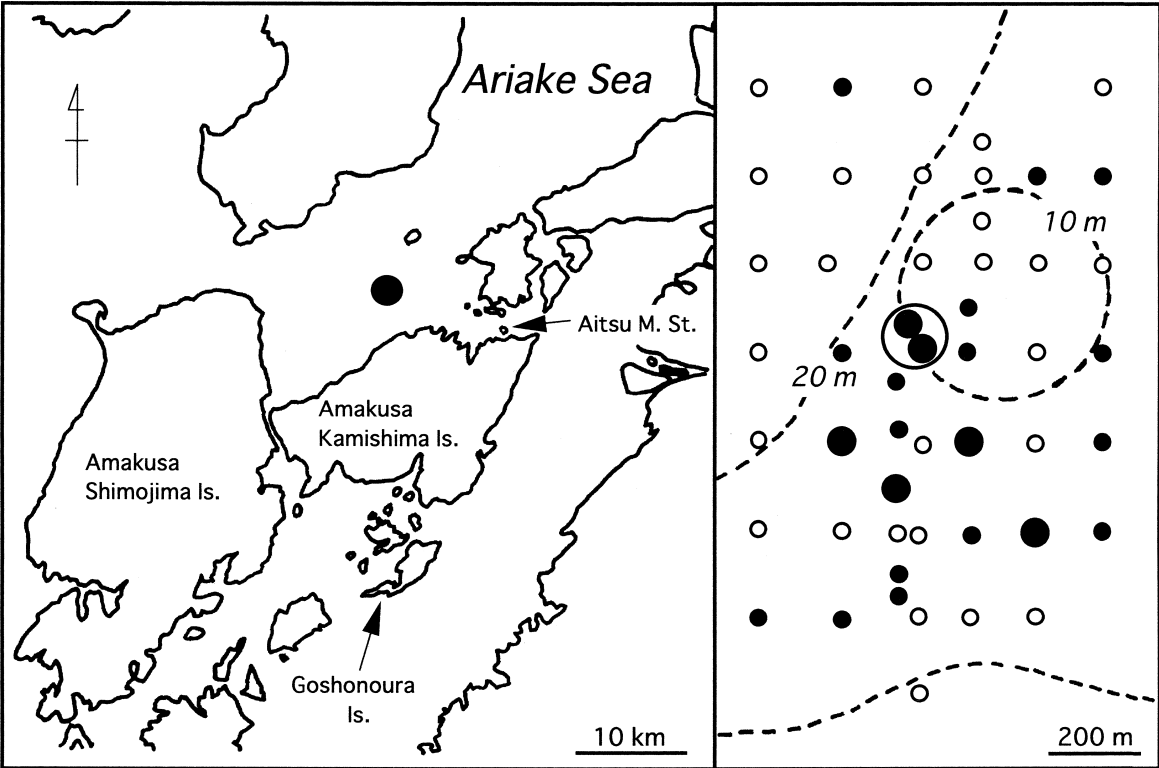 Ariake Sea
Aitsu M. St.
Amakusa
Kamishima Is.
Amakusa
Shimojima Is.
Goshonoura
Is.
10 km
10 m
20 m
200 m